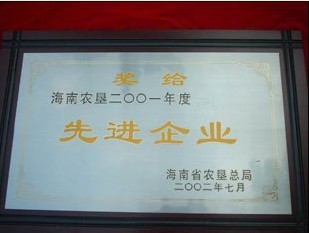 奖给
海南农垦二〇〇一年度
先进企业
海南省农垦总局
二〇〇二年七月